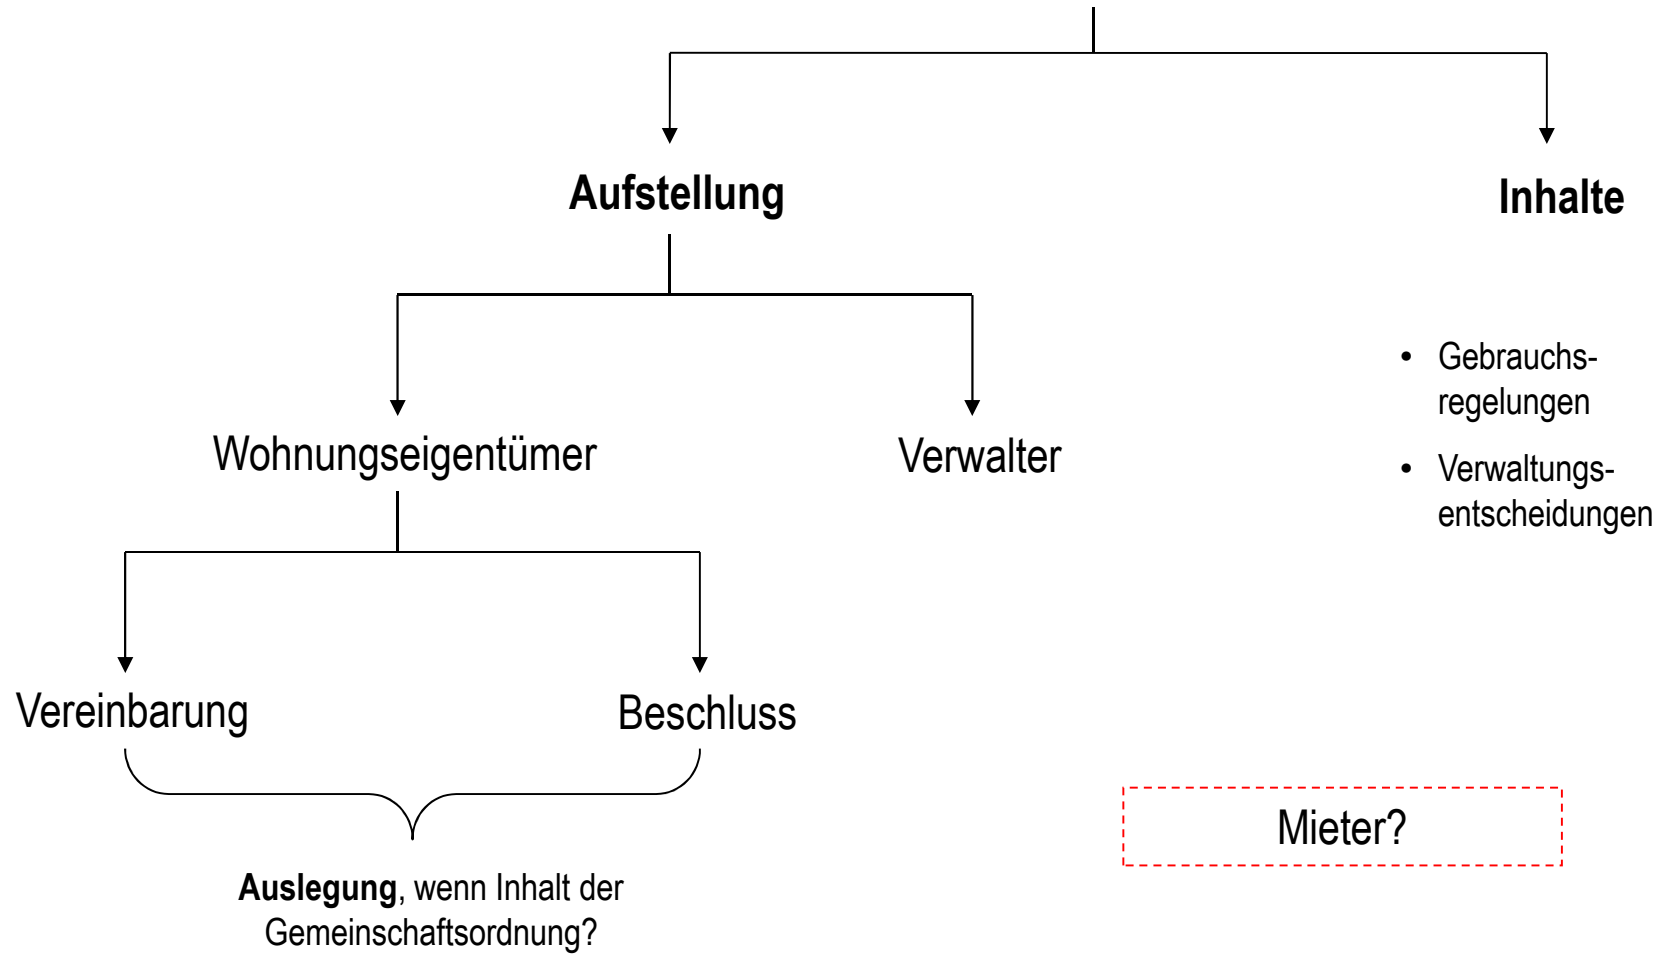 Aufstellung
Inhalte
• Gebrauchs-
regelungen
• Verwaltungs-
entscheidungen
Wohnungseigentümer
Verwalter
Vereinbarung
Beschluss
Mieter?
Auslegung, wenn Inhalt der
Gemeinschaftsordnung?